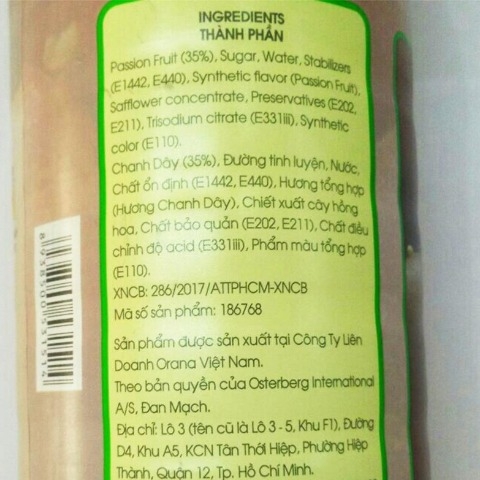 INGREDIENTS
THÀNH PHẦN
Passion Fruit (35%), Sugar, Water, Stabilizers
(E1442, E440), Synthetic flavor (Passion Fruit),
Safflower concentrate, Preservatives (E202,
E211), Trisodium citrate (E331iii), Synthetic
color (E110).
Chanh Dây (35%), Đường tinh luyện, Nước,
Chất ổn định (E1442, E440), Hương tổng hợp
(Hương Chanh Dây), Chiết xuất cây hồng
hoa, Chất bảo quản (E202, E211), Chất điều
chỉnh độ acid (E331iii), Phẩm màu tổng hợp
(E110).
XNCB: 286/2017/ATTPHCM-XNCB
Mã số sản phẩm: 186768
Sản phẩm được sản xuất tại Công Ty Liên
Doanh Orana Việt Nam.
Theo bản quyền của Osterberg International
A/S, Đan Mạch.
Địa chỉ: Lô 3 (tên cũ là Lô 3 - 5, Khu F1), Đường
D4, Khu A5, KCN Tân Thới Hiệp, Phường Hiệp
Thành, Quận 12, Tp. Hồ Chí Minh.